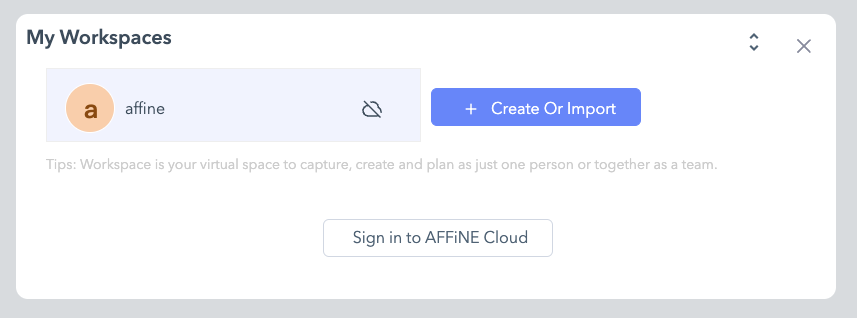 My Workspaces
a affine
+ Create Or Import
Tips: Workspace is your virtual space to capture, create and plan as just one person or together as a team.
Sign in to AFFiNE Cloud